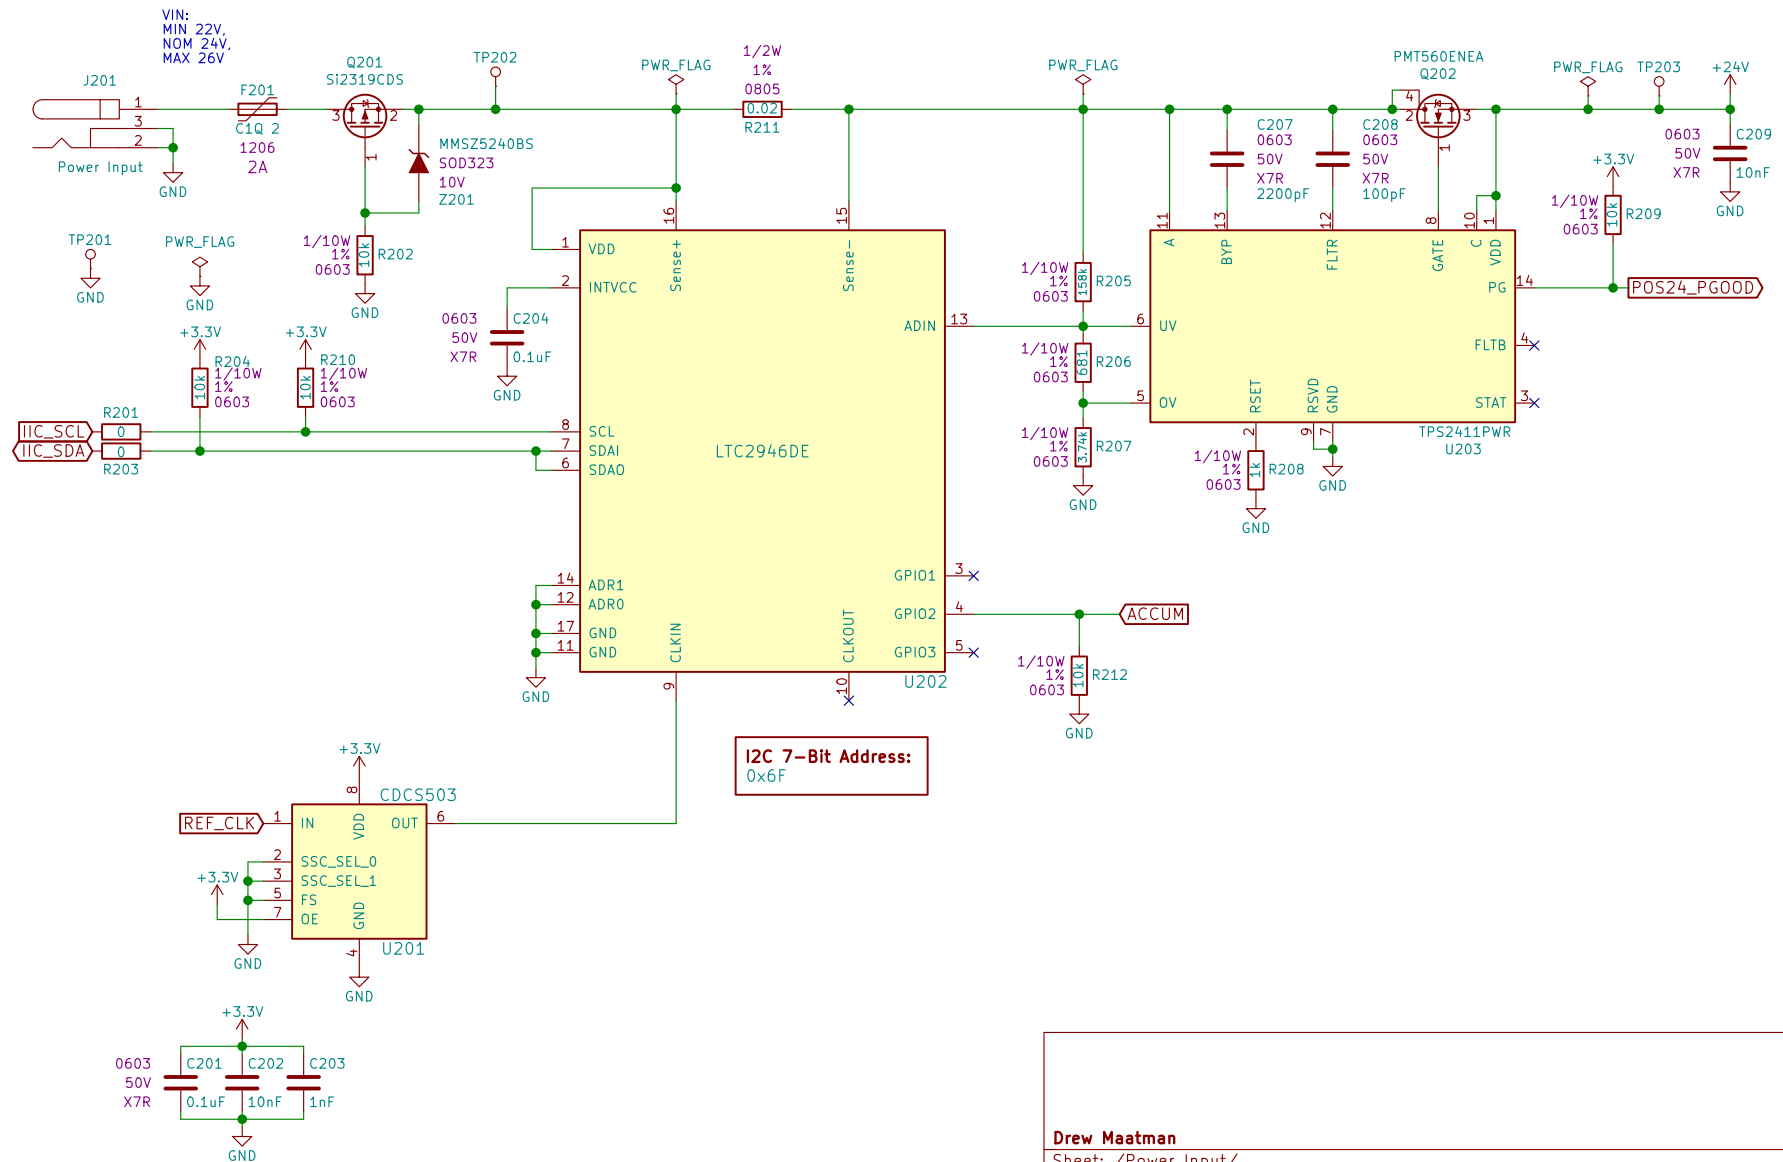 VIN:
MIN 22V,
NOM 24V,
MAX 26V
J201
1
3
2
Power Input
GND
F201
C1Q 2
1206
2A
Q201
Si2319CDS
3
2
1
MMSZ5240BS
SOD323
10V
Z201
1/10W
1%
0603
10k
R202
GND
TP202
PWR_FLAG
1/2W
1%
0805
0.02
R211
PWR_FLAG
C207
0603
50V
X7R
2200pF
C208
0603
50V
X7R
100pF
PMT560ENEA
Q202
4
2
3
1
PWR_FLAG
TP203
+24V
0603
50V
X7R
C209
10nF
GND
+3.3V
1/10W
1%
0603
10k
R209
POS24_PGOOD
TP201
GND
PWR_FLAG
GND
+3.3V
R204
1/10W
1%
0603
10k
+3.3V
R210
1/10W
1%
0603
10k
R201
IIC_SCL
0
IIC_SDA
0
R203
0603
50V
X7R
C204
0.1uF
GND
16
Sense+
15
Sense-
1
VDD
2
INTVCC
8
SCL
7
SDAI
6
SDAO
14
ADR1
12
ADR0
17
GND
11
GND
GND
LTC2946DE
ADIN
13
GPIO1
3
GPIO2
4
GPIO3
5
CLKIN
9
CLKOUT
10
U202
1/10W
1%
0603
158k
R205
1/10W
1%
0603
681
R206
1/10W
1%
0603
3.74k
R207
GND
11
A
13
BYP
12
FLTR
8
GATE
10
C
1
VDD
6
UV
5
OV
PG
14
FLTB
4
STAT
3
RSET
2
RSVD
9
GND
7
TPS2411PWR
U203
1/10W
1%
0603
1k
R208
GND
GND
ACCUM
1/10W
1%
0603
10k
R212
GND
I2C 7-Bit Address:
0x6F
+3.3V
8
CDCS503
REF_CLK
1
IN
VDD
OUT
6
2
SSC_SEL_0
3
SSC_SEL_1
5
FS
7
OE
GND
4
U201
+3.3V
GND
GND
+3.3V
0603
50V
X7R
C201
0.1uF
C202
10nF
C203
1nF
GND
Drew Maatman
Sheet: /Power Input/